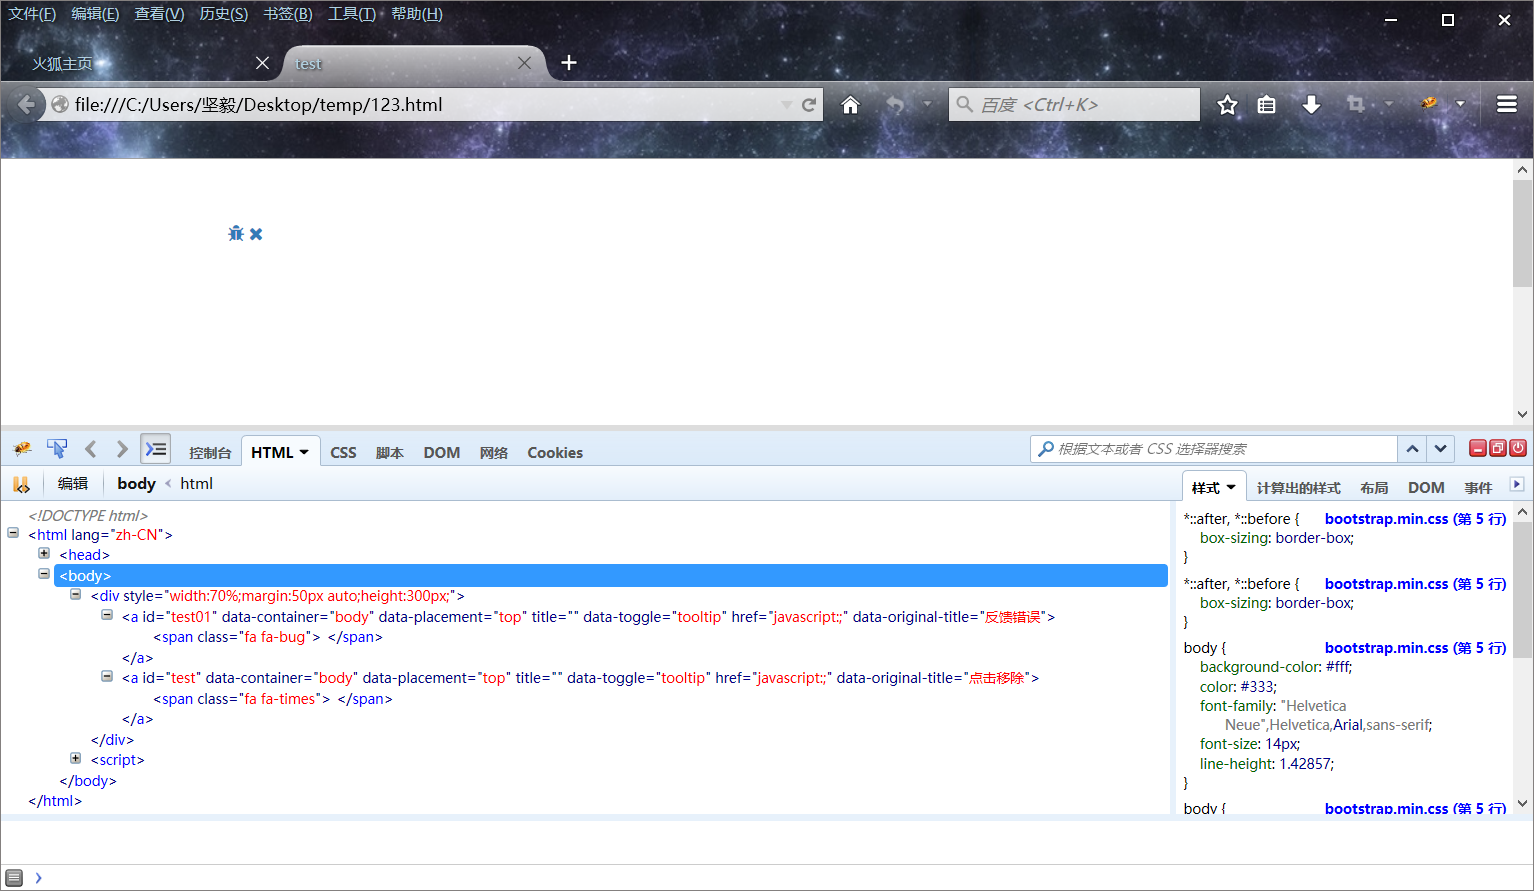 文件(F) 编辑(E) 查看(V) 历史(S) 书签(B) 工具(T) 帮助(H)
火狐主页 test
file:///C:/Users/坚毅/Desktop/temp/123.html 百度 <Ctrl+K>
控制台 HTML CSS 脚本 DOM 网络 Cookies 根据文本或者 CSS 选择器搜索
编辑 body html 样式 计算出的样式 布局 DOM 事件
<!DOCTYPE html>
<html lang="zh-CN">
<head>
<body>
<div style="width:70%;margin:50px auto;height:300px;">
<a id="test01" data-container="body" data-placement="top" title="" data-toggle="tooltip" href="javascript:;" data-original-title="反馈错误">
<span class="fa fa-bug"> </span>
</a>
<a id="test" data-container="body" data-placement="top" title="" data-toggle="tooltip" href="javascript:;" data-original-title="点击移除">
<span class="fa fa-times"> </span>
</a>
</div>
<script>
</body>
</html>
*::after, *::before { bootstrap.min.css (第 5 行)
box-sizing: border-box;
}
*::after, *::before { bootstrap.min.css (第 5 行)
box-sizing: border-box;
}
body { bootstrap.min.css (第 5 行)
background-color: #fff;
color: #333;
font-family: "Helvetica
Neue",Helvetica,Arial,sans-serif;
font-size: 14px;
line-height: 1.42857;
}
body { bootstrap.min.css (第 5 行)